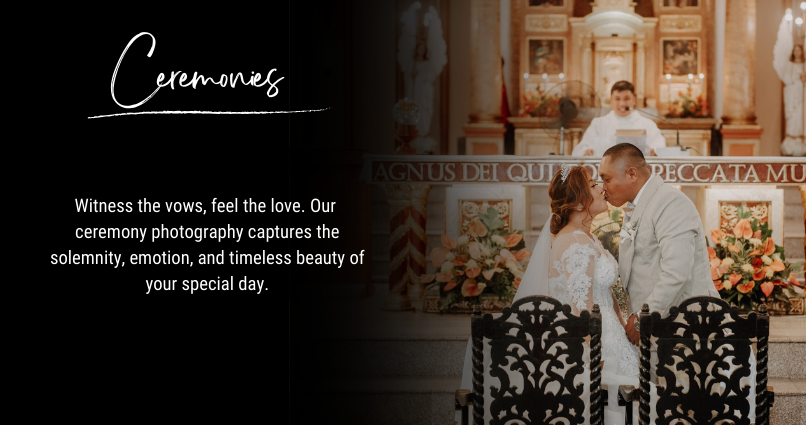 Ceremonies
Witness the vows, feel the love. Our
ceremony photography captures the
solemnity, emotion, and timeless beauty of
your special day.
AGNUS DEI QUI PECCATA MU